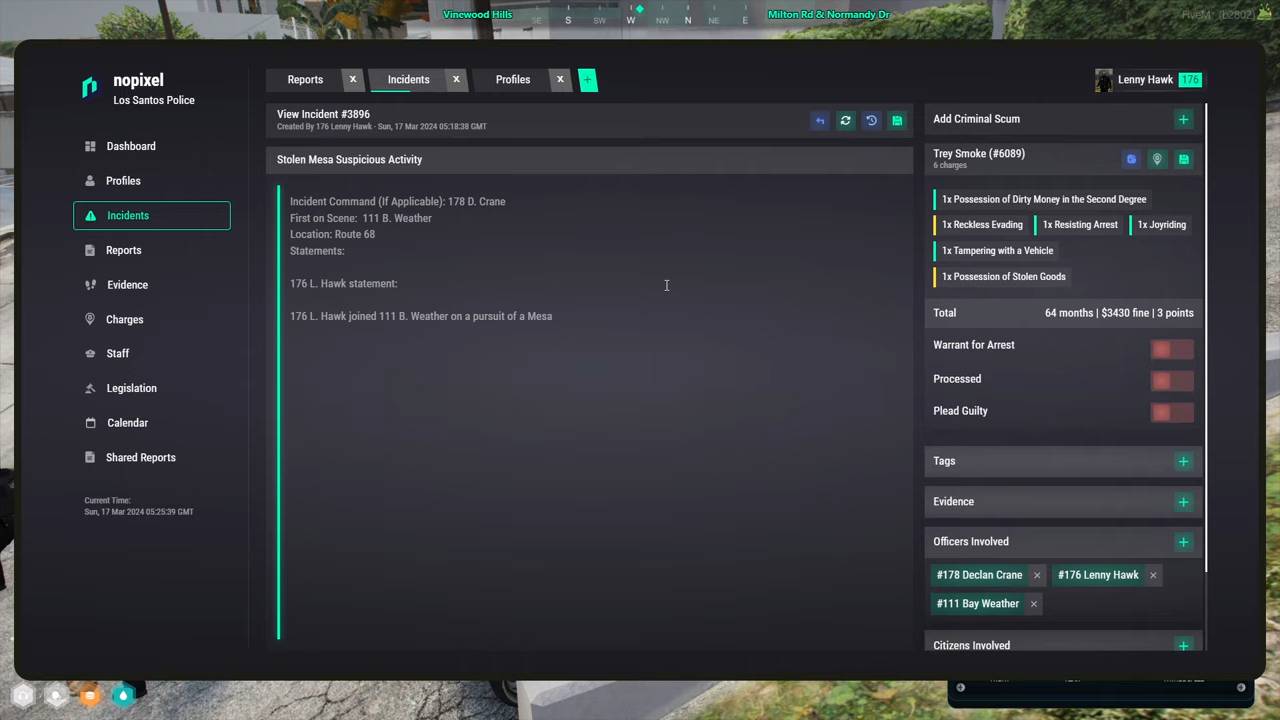 Vinewood Hills
SE S SW W NW N NE E
Milton Rd & Normandy Dr
FiveM
(b2802)
nopixel
Los Santos Police
Reports x
Incidents x
Profiles x
+
Lenny Hawk 176
Dashboard
Profiles
Incidents
Reports
Evidence
Charges
Staff
Legislation
Calendar
Shared Reports
Current Time:
Sun, 17 Mar 2024 05:25:39 GMT
View Incident #3896
Created By 176 Lenny Hawk · Sun, 17 Mar 2024 05:18:38 GMT
Stolen Mesa Suspicious Activity
Incident Command (If Applicable): 178 D. Crane
First on Scene: 111 B. Weather
Location: Route 68
Statements:
176 L. Hawk statement:
176 L. Hawk joined 111 B. Weather on a pursuit of a Mesa
Add Criminal Scum +
Trey Smoke (#6089)
6 charges
1x Possession of Dirty Money in the Second Degree
1x Reckless Evading 1x Resisting Arrest 1x Joyriding
1x Tampering with a Vehicle
1x Possession of Stolen Goods
Total 64 months | $3430 fine | 3 points
Warrant for Arrest
Processed
Plead Guilty
Tags +
Evidence +
Officers Involved +
#178 Declan Crane × #176 Lenny Hawk ×
#111 Bay Weather ×
Citizens Involved +